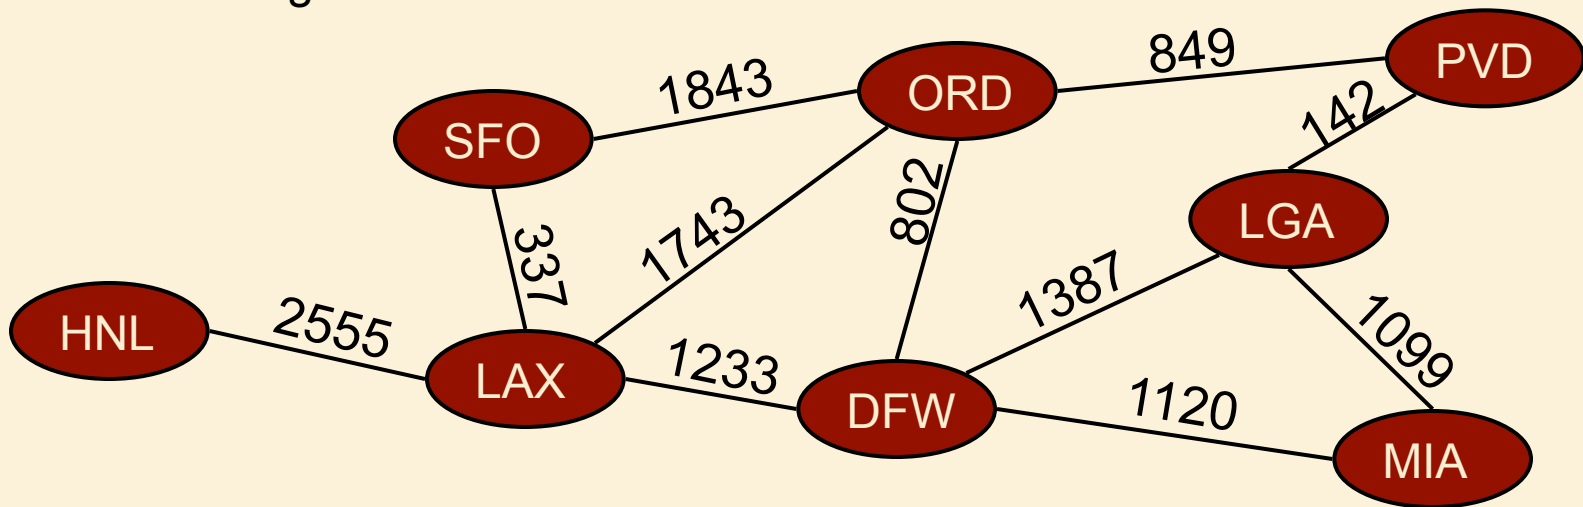 849
PVD
1843
ORD
142
SFO
802
LGA
1743
337
1387
HNL
2555
1099
LAX
1233
DFW
1120
MIA